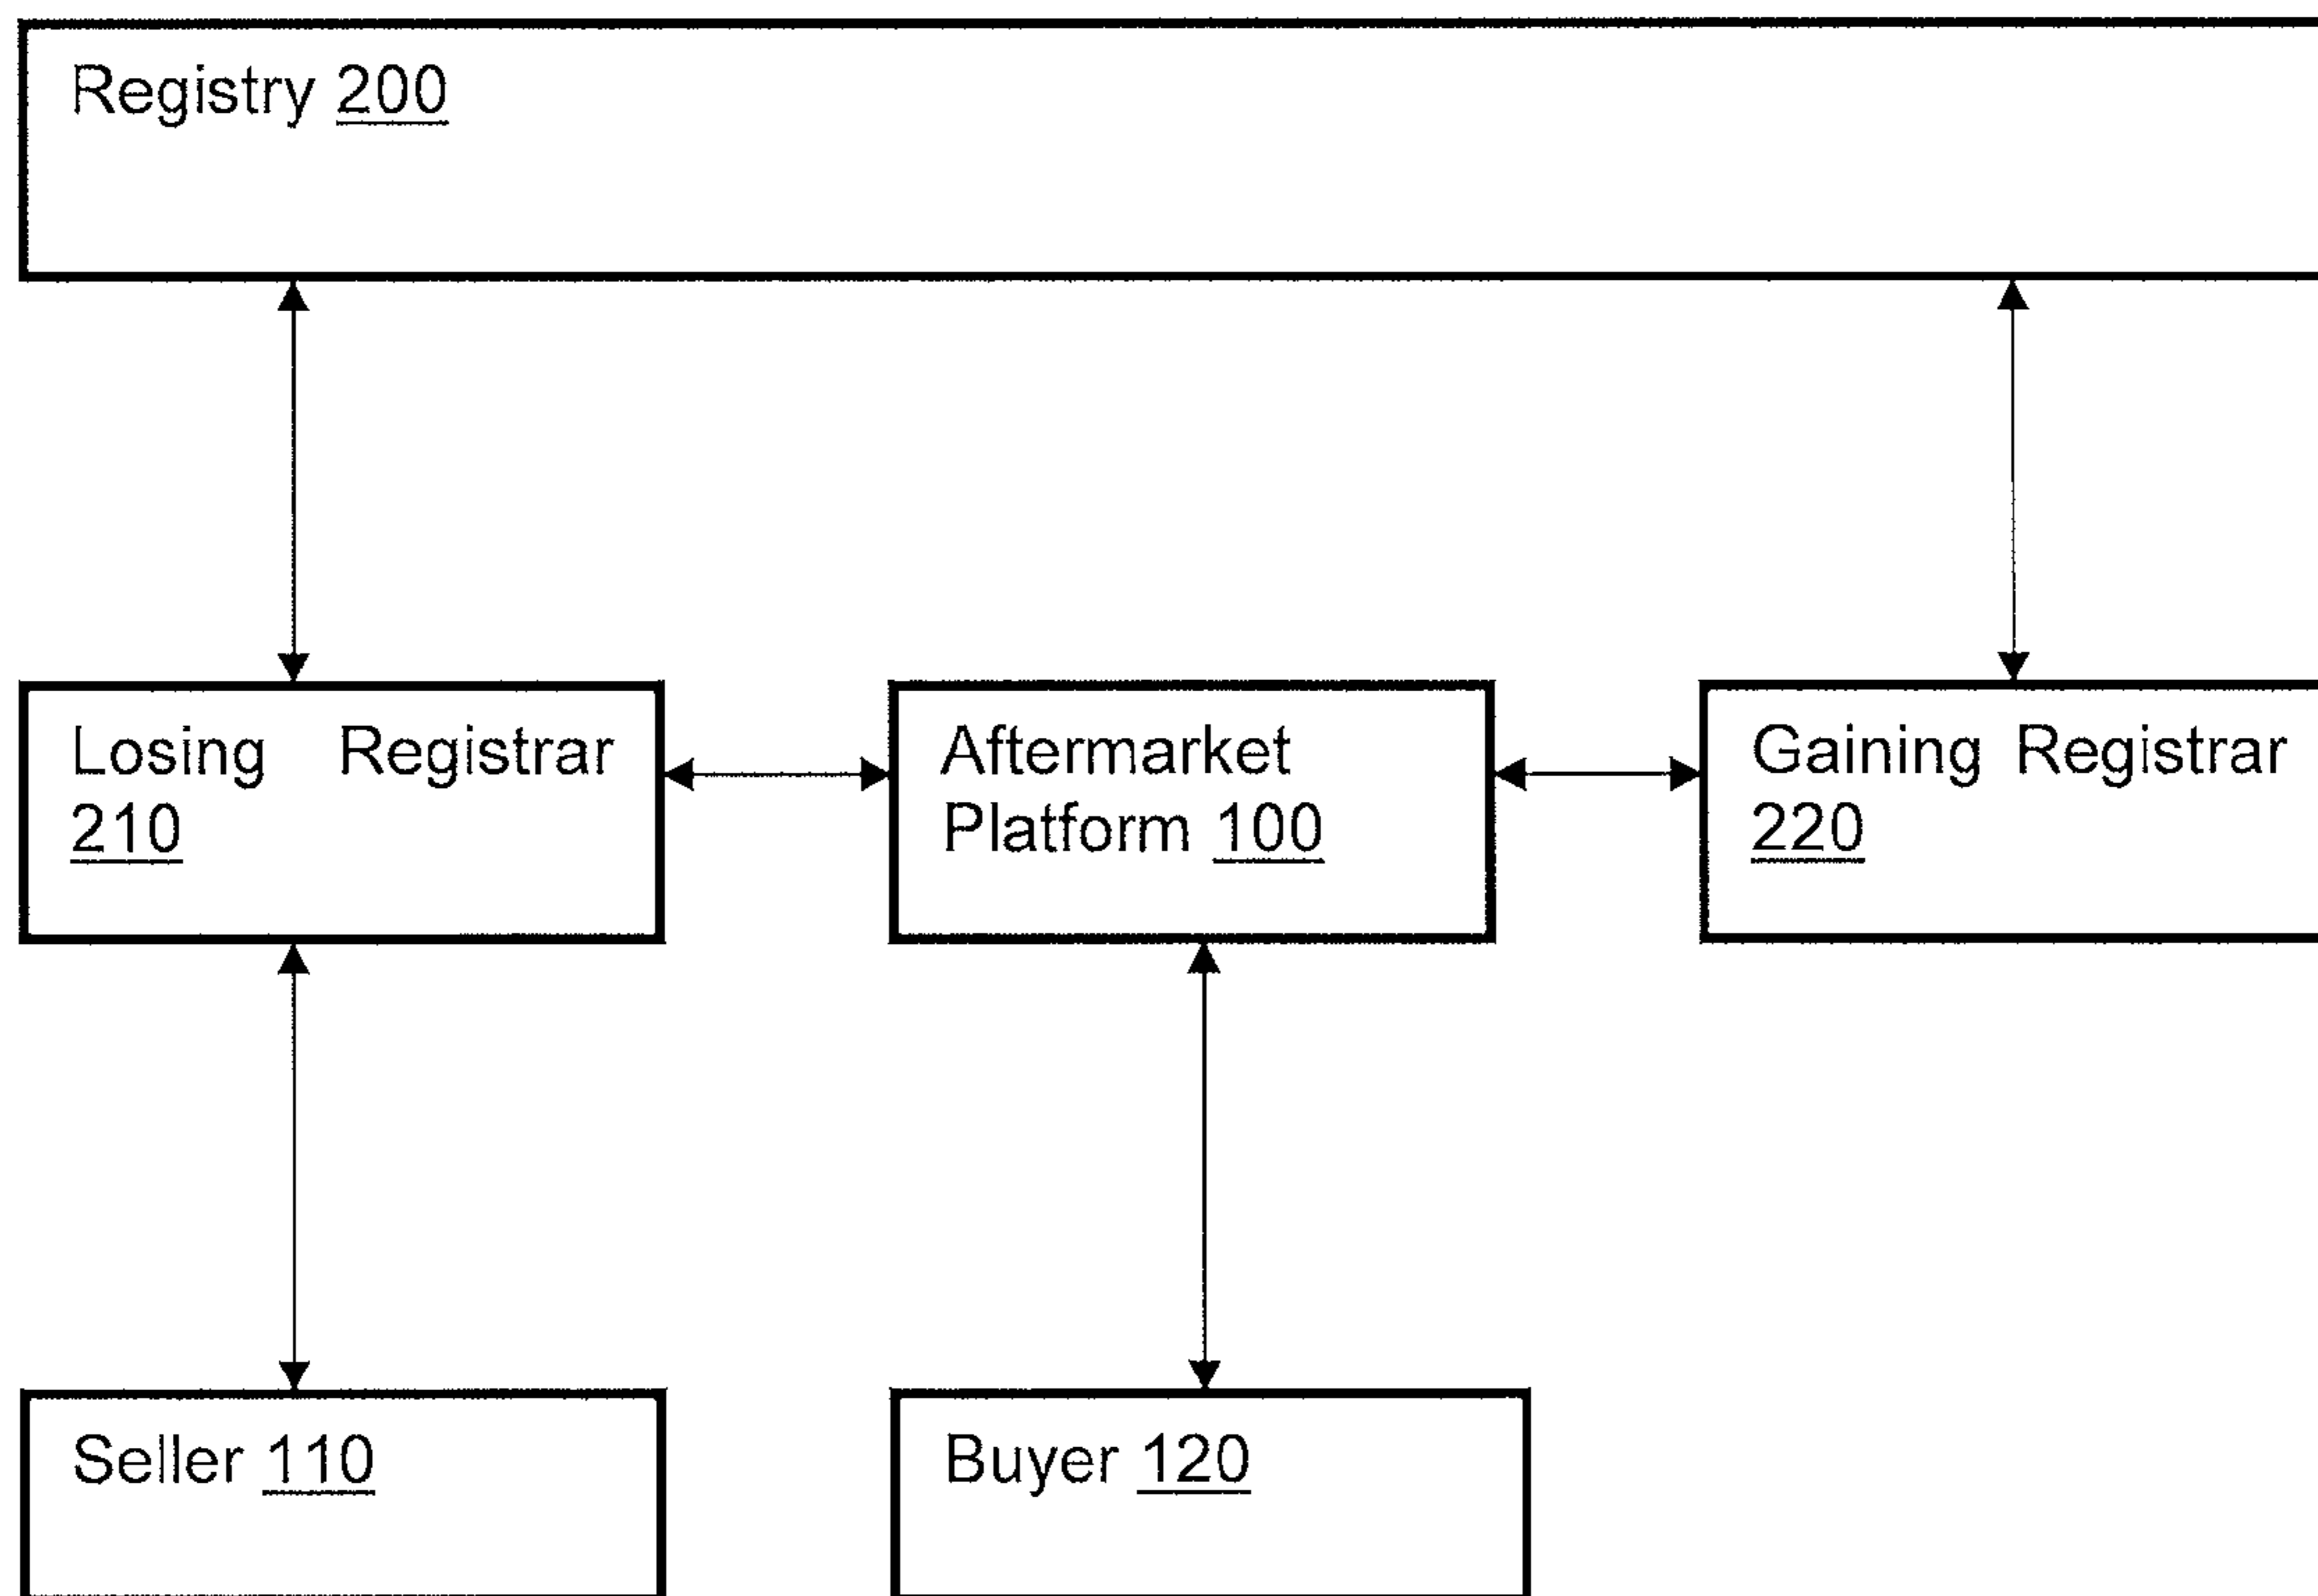 Registry 200
Losing Registrar
210
Aftermarket
Platform 100
Gaining Registrar
220
Seller 110
Buyer 120